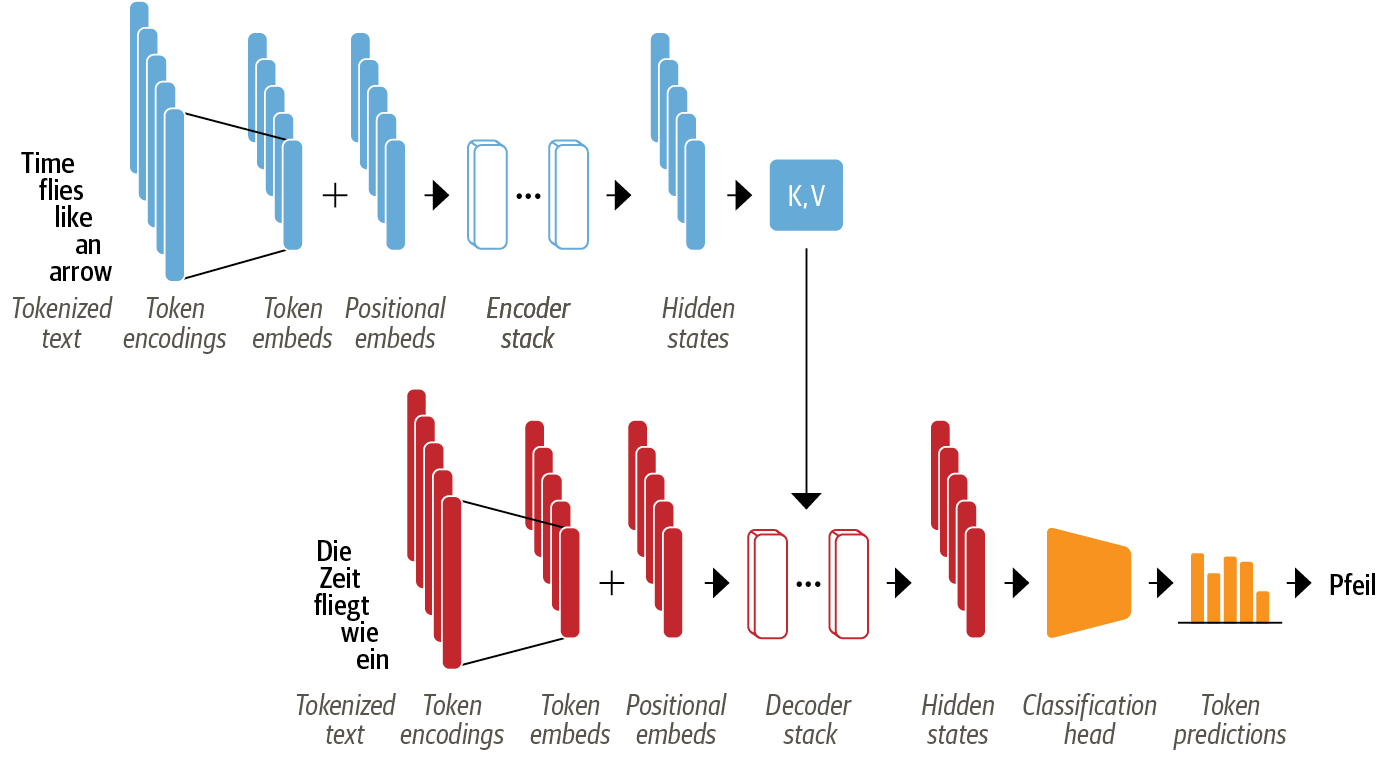 Time
flies
like
an
arrow
K,V
Tokenized
text
Token
encodings
Token
embeds
Positional
embeds
Encoder
stack
Hidden
states
Die
Zeit
fliegt
wie
ein
Pfeil
Tokenized
text
Token
encodings
Token
embeds
Positional
embeds
Decoder
stack
Hidden
states
Classification
head
Token
predictions